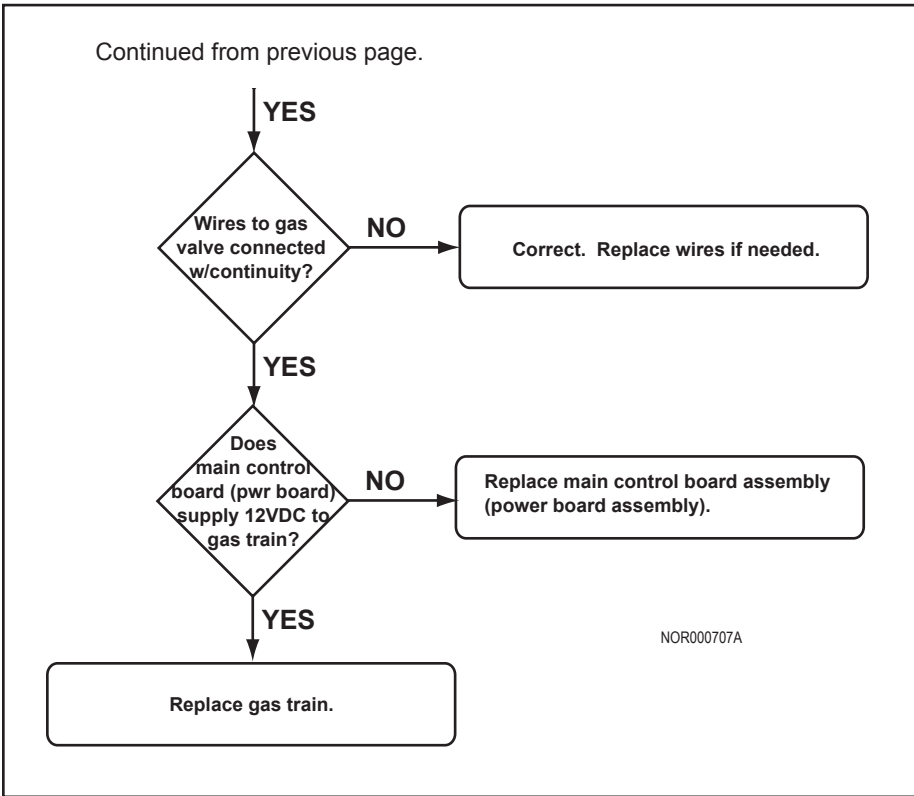 Continued from previous page.
YES
Wires to gas
valve connected
w/continuity?
NO
Correct.  Replace wires if needed.
YES
Does
main control
board (pwr board)
supply 12VDC to
gas train?
NO
Replace main control board assembly
(power board assembly).
YES
NOR000707A
Replace gas train.